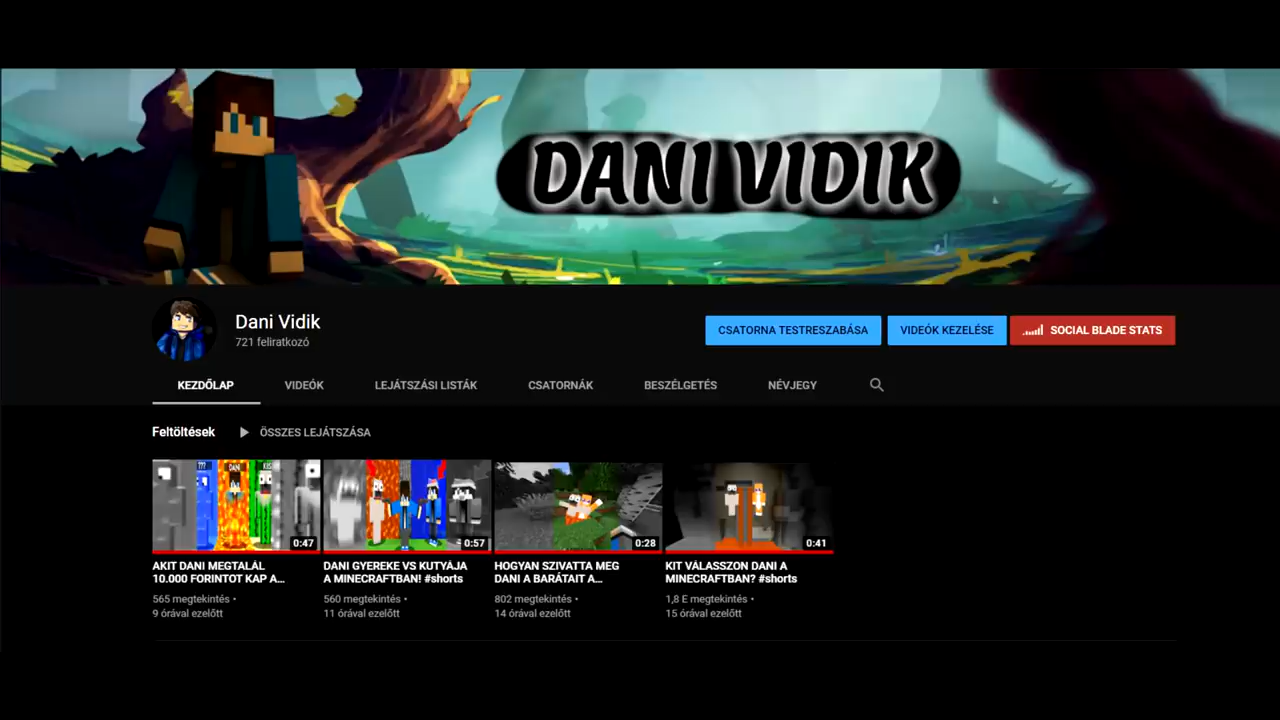 DANI VIDIK
Dani Vidik
721 feliratkozó
CSATORNA TESTRESZABÁSA
VIDEÓK KEZELÉSE
SOCIAL BLADE STATS
KEZDŐLAP
VIDEÓK
LEJÁTSZÁSI LISTÁK
CSATORNÁK
BESZÉLGETÉS
NÉVJEGY
Feltöltések
ÖSSZES LEJÁTSZÁSA
???
DANI
0:47
0:57
0:28
0:41
AKIT DANI MEGTALÁL
10.000 FORINTOT KAP A...
565 megtekintés •
9 órával ezelőtt
DANI GYEREKE VS KUTYÁJA
A MINECRAFTBAN! #shorts
560 megtekintés •
11 órával ezelőtt
HOGYAN SZIVATTA MEG
DANI A BARÁTAIT A...
802 megtekintés •
14 órával ezelőtt
KIT VÁLASSZON DANI A
MINECRAFTBAN? #shorts
1,8 E megtekintés •
15 órával ezelőtt